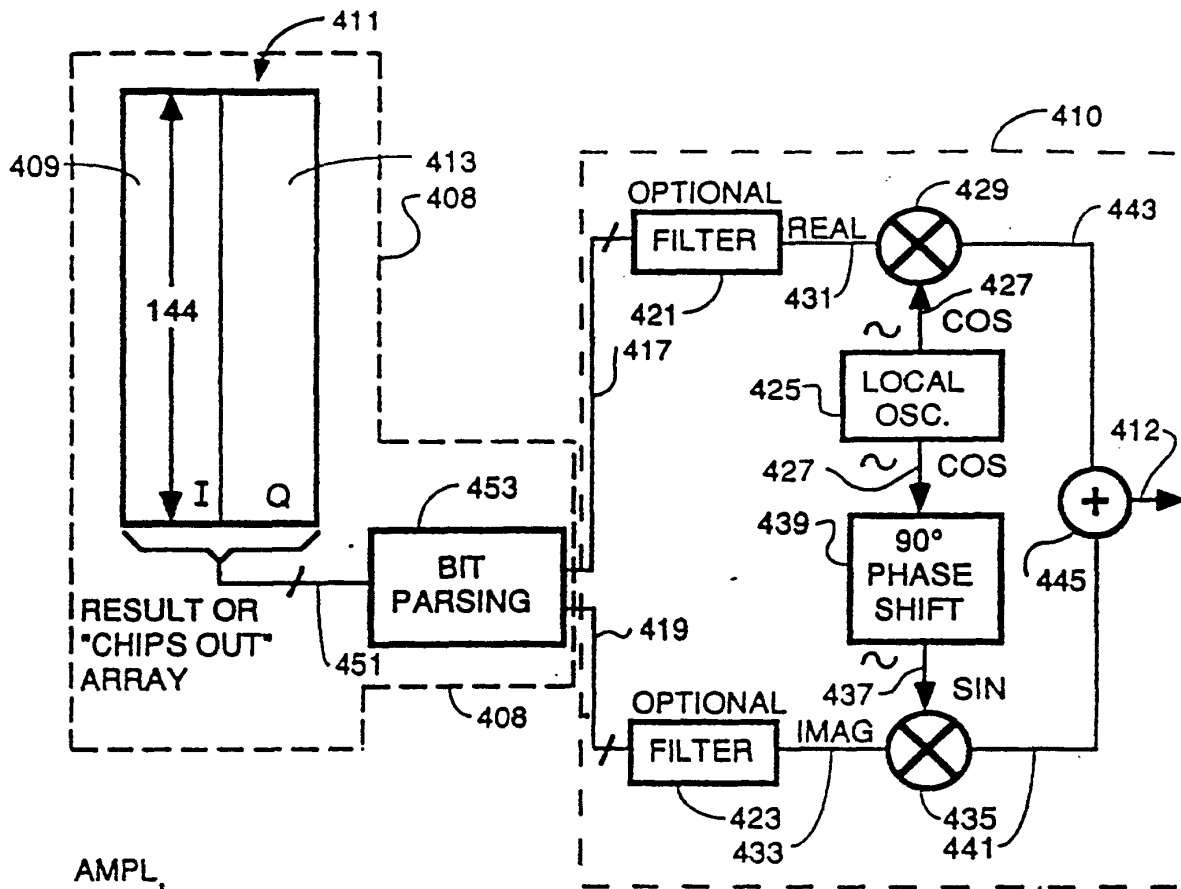 411
410
409
413
408
OPTIONAL
FILTER
REAL
429
443
421
431
427
COS
144
417
425
LOCAL
OSC.
412
427
COS
I
Q
453
439
90°
PHASE
SHIFT
+
445
BIT
PARSING
RESULT OR
"CHIPS OUT"
ARRAY
451
419
437
SIN
408
OPTIONAL
FILTER
IMAG
423
433
435
441
AMPL,